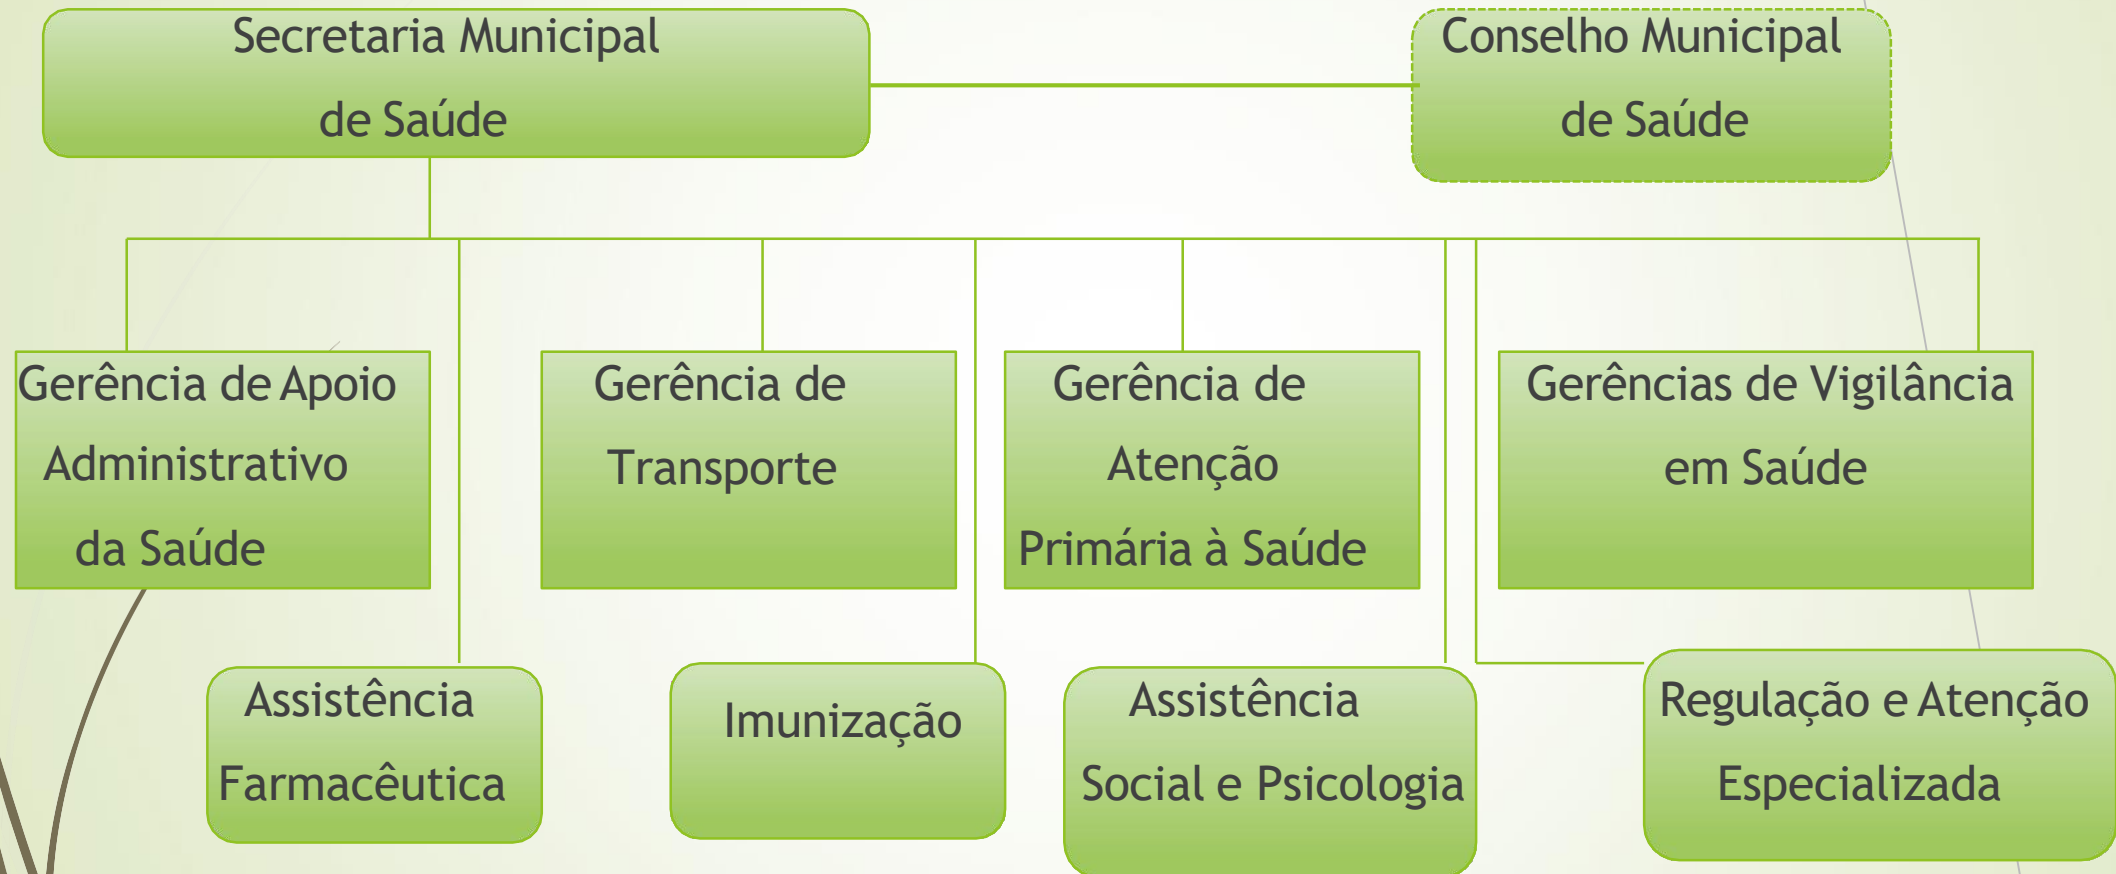 Secretaria Municipal
de Saúde
Conselho Municipal
de Saúde
Gerência de Apoio
Administrativo
da Saúde
Gerência de
Transporte
Gerência de
Atenção
Primária à Saúde
Gerências de Vigilância
em Saúde
Assistência
Farmacêutica
Imunização
Assistência
Social e Psicologia
Regulação e Atenção
Especializada